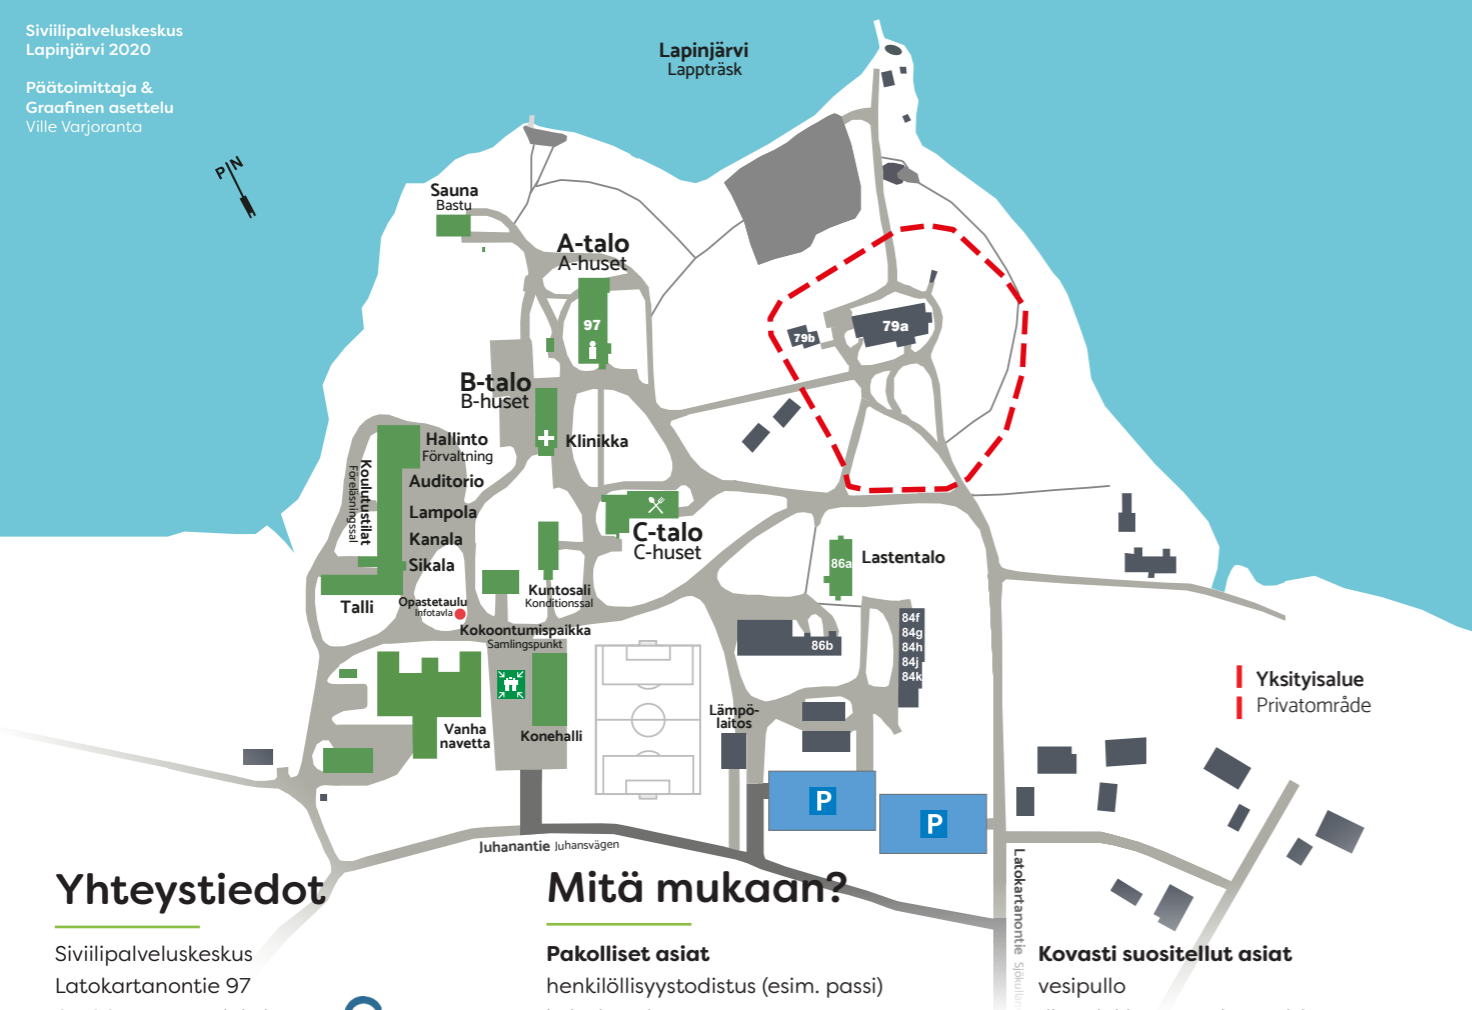 Siviilipalveluskeskus
Lapinjärvi 2020
Päätoimittaja &
Graafinen asettelu
Ville Varjoranta
P|N
Lapinjärvi
Lappträsk
Sauna
Bastu
A-talo
A-huset
97
79b
79a
B-talo
B-huset
Klinikka
Hallinto
Förvaltning
Auditorio
Lampola
Kanala
Sikala
Koulutustilat
Föreläsningssal
Talli
Opastetaulu
Infotavla
C-talo
C-huset
Kuntosali
Konditionssal
Kokoontumispaikka
Samlingspunkt
86a
Lastentalo
86b
84f
84g
84h
84j
84k
Vanha
navetta
Konehalli
Lämpö-
laitos
P
P
Yksityisalue
Privatområde
Juhanantie Juhansvägen
Latokartanontie
Yhteystiedot
Siviilipalveluskeskus
Latokartanontie 97
Mitä mukaan?
Pakolliset asiat
henkilöllisyystodistus (esim. passi)
Kovasti suositellut asiat
vesipullo